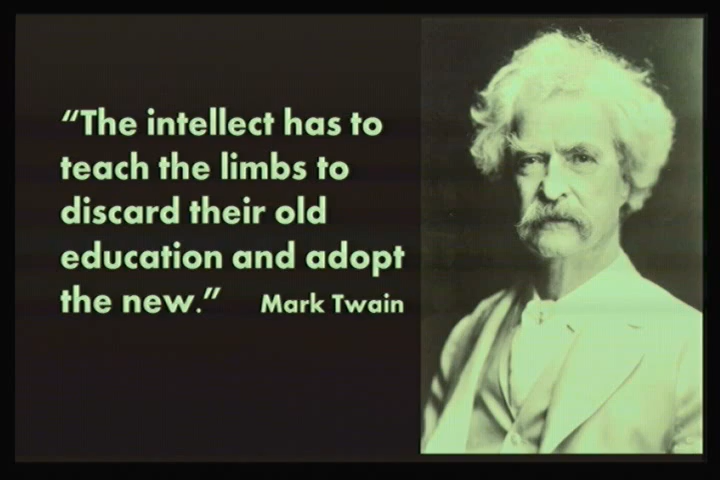 “The intellect has to
teach the limbs to
discard their old
education and adopt
the new.” Mark Twain